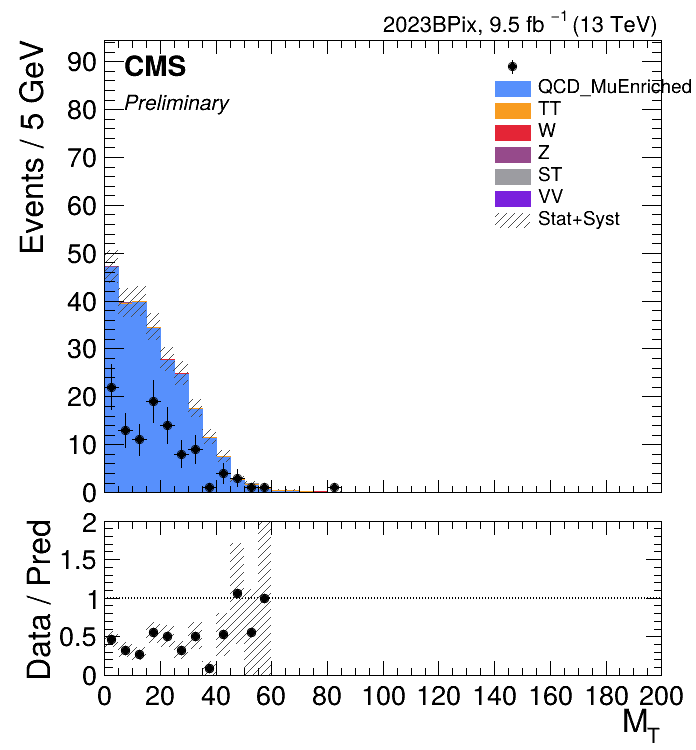 2023BPix, 9.5 fb⁻¹ (13 TeV)
CMS
Preliminary
QCD_MuEnriched
TT
W
Z
ST
VV
Stat+Syst
Events / 5 GeV
90
80
70
60
50
40
30
20
10
0
Data / Pred
2
1.5
1
0.5
0
0 20 40 60 80 100 120 140 160 180 200
M_T